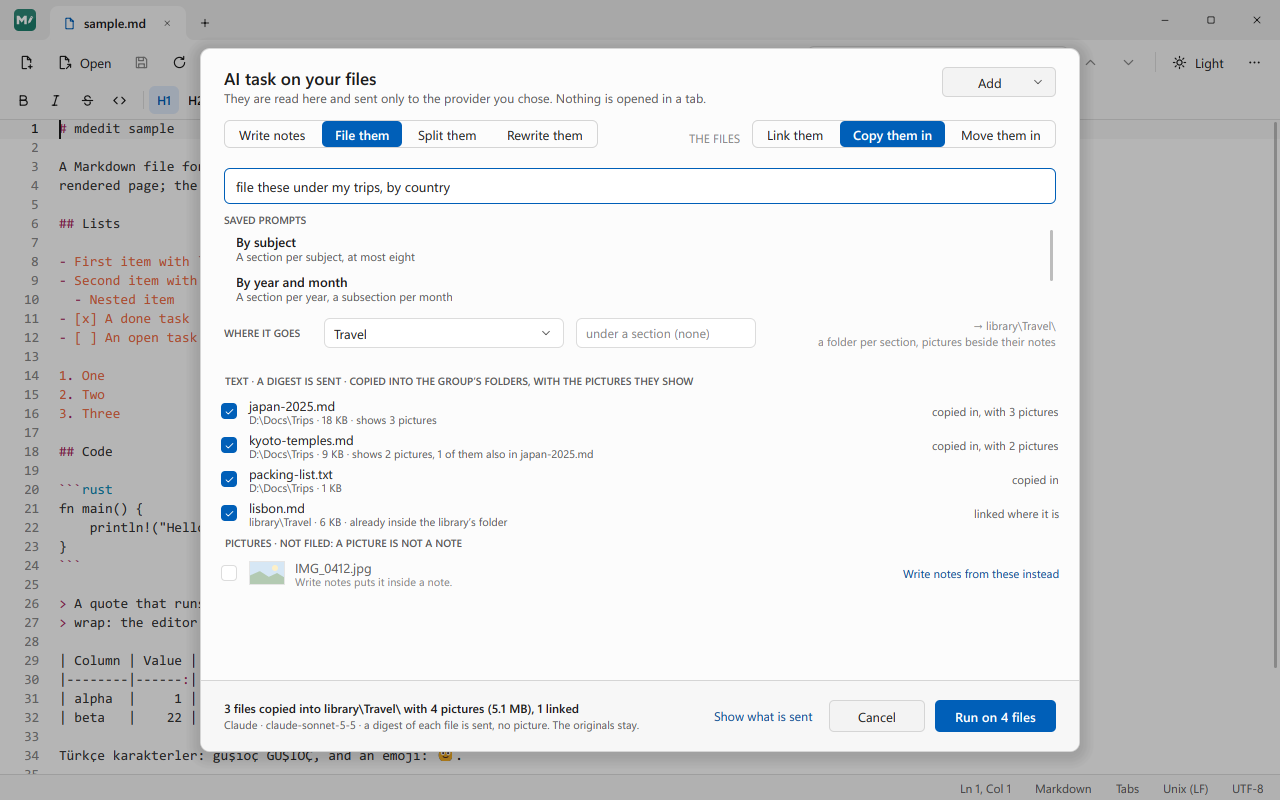 sample.md
Open
Light
B I S <> H1 H2
AI task on your files
They are read here and sent only to the provider you chose. Nothing is opened in a tab.
Add
Write notes
File them
Split them
Rewrite them
THE FILES
Link them
Copy them in
Move them in
file these under my trips, by country
SAVED PROMPTS
By subject
A section per subject, at most eight
By year and month
A section per year, a subsection per month
WHERE IT GOES
Travel
under a section (none)
→ library\Travel\
a folder per section, pictures beside their notes
TEXT · A DIGEST IS SENT · COPIED INTO THE GROUP'S FOLDERS, WITH THE PICTURES THEY SHOW
japan-2025.md
D:\Docs\Trips · 18 KB · shows 3 pictures
copied in, with 3 pictures
kyoto-temples.md
D:\Docs\Trips · 9 KB · shows 2 pictures, 1 of them also in japan-2025.md
copied in, with 2 pictures
packing-list.txt
D:\Docs\Trips · 1 KB
copied in
lisbon.md
library\Travel · 6 KB · already inside the library's folder
linked where it is
PICTURES · NOT FILED: A PICTURE IS NOT A NOTE
IMG_0412.jpg
Write notes puts it inside a note.
Write notes from these instead
3 files copied into library\Travel\ with 4 pictures (5.1 MB), 1 linked
Claude · claude-sonnet-5-5 · a digest of each file is sent, no picture. The originals stay.
Show what is sent
Cancel
Run on 4 files
1 # mdedit sample
2
3 A Markdown file for
4 rendered page; the
5
6 ## Lists
7
8 - First item with
9 - Second item with
10 - Nested item
11 - [x] A done task
12 - [ ] An open task
13
14 1. One
15 2. Two
16 3. Three
17
18 ## Code
19
20 ```rust
21 fn main() {
22 println!("Hello
23 }
24 ```
25
26 > A quote that runs
27 > wrap: the editor
28
29 | Column | Value |
30 |--------|------:|
31 | alpha | 1 |
32 | beta | 22 |
33
34 Türkçe karakterler: and an emoji: .
Ln 1, Col 1
Markdown
Tabs
Unix (LF)
UTF-8